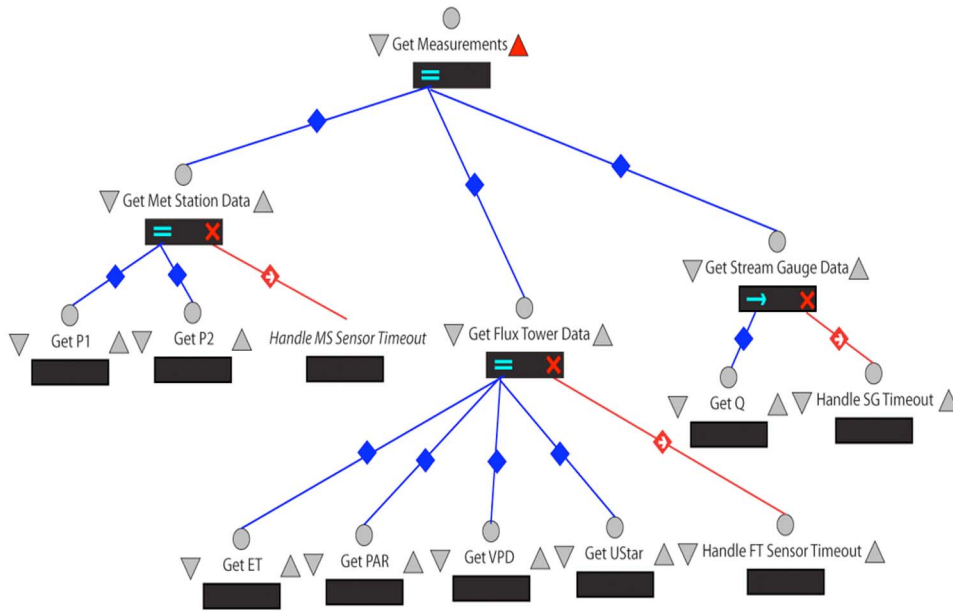 Get Measurements
Get Met Station Data
Get Stream Gauge Data
Get P1
Get P2
Handle MS Sensor Timeout
Get Flux Tower Data
Get Q
Handle SG Timeout
Get ET
Get PAR
Get VPD
Get UStar
Handle FT Sensor Timeout